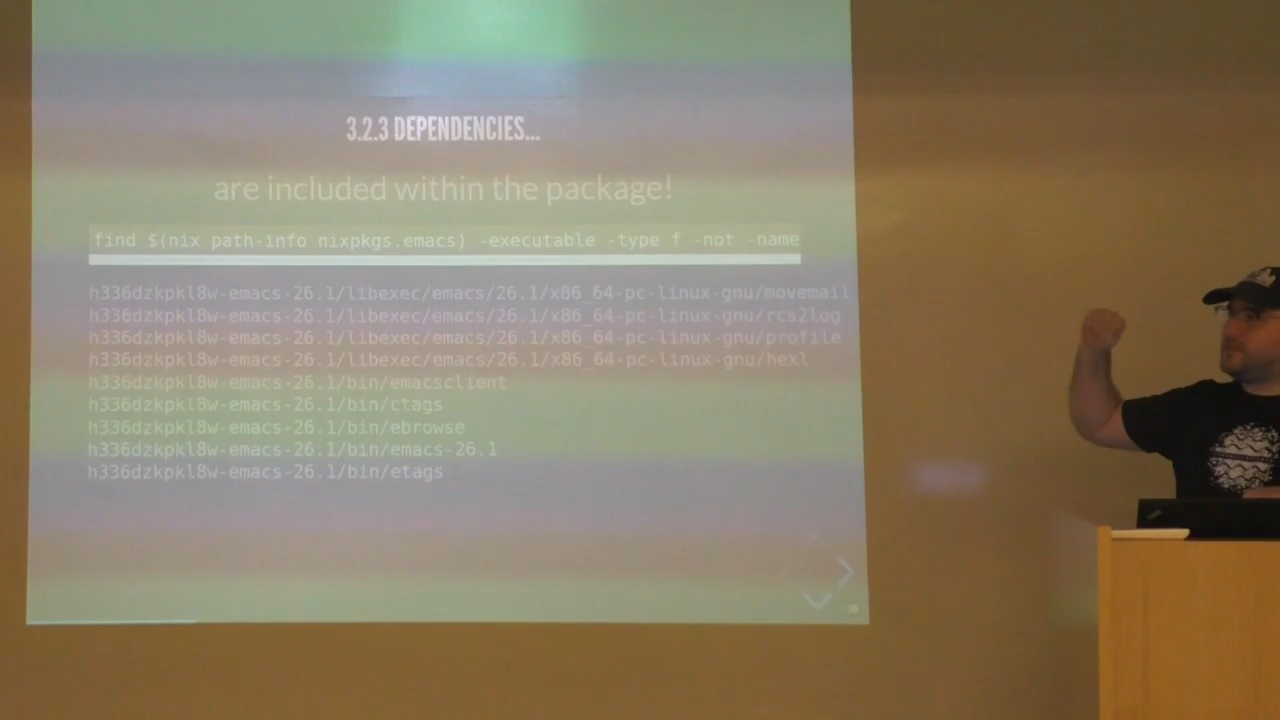 3.2.3 DEPENDENCIES...
are included within the package!
find $(nix path-info nixpkgs.emacs) -executable -type f -not -name
h336dzkpkl8w-emacs-26.1/libexec/emacs/26.1/x86_64-pc-linux-gnu/movemail
h336dzkpkl8w-emacs-26.1/libexec/emacs/26.1/x86_64-pc-linux-gnu/rcs2log
h336dzkpkl8w-emacs-26.1/libexec/emacs/26.1/x86_64-pc-linux-gnu/profile
h336dzkpkl8w-emacs-26.1/libexec/emacs/26.1/x86_64-pc-linux-gnu/hexl
h336dzkpkl8w-emacs-26.1/bin/emacsclient
h336dzkpkl8w-emacs-26.1/bin/ctags
h336dzkpkl8w-emacs-26.1/bin/ebrowse
h336dzkpkl8w-emacs-26.1/bin/emacs-26.1
h336dzkpkl8w-emacs-26.1/bin/etags